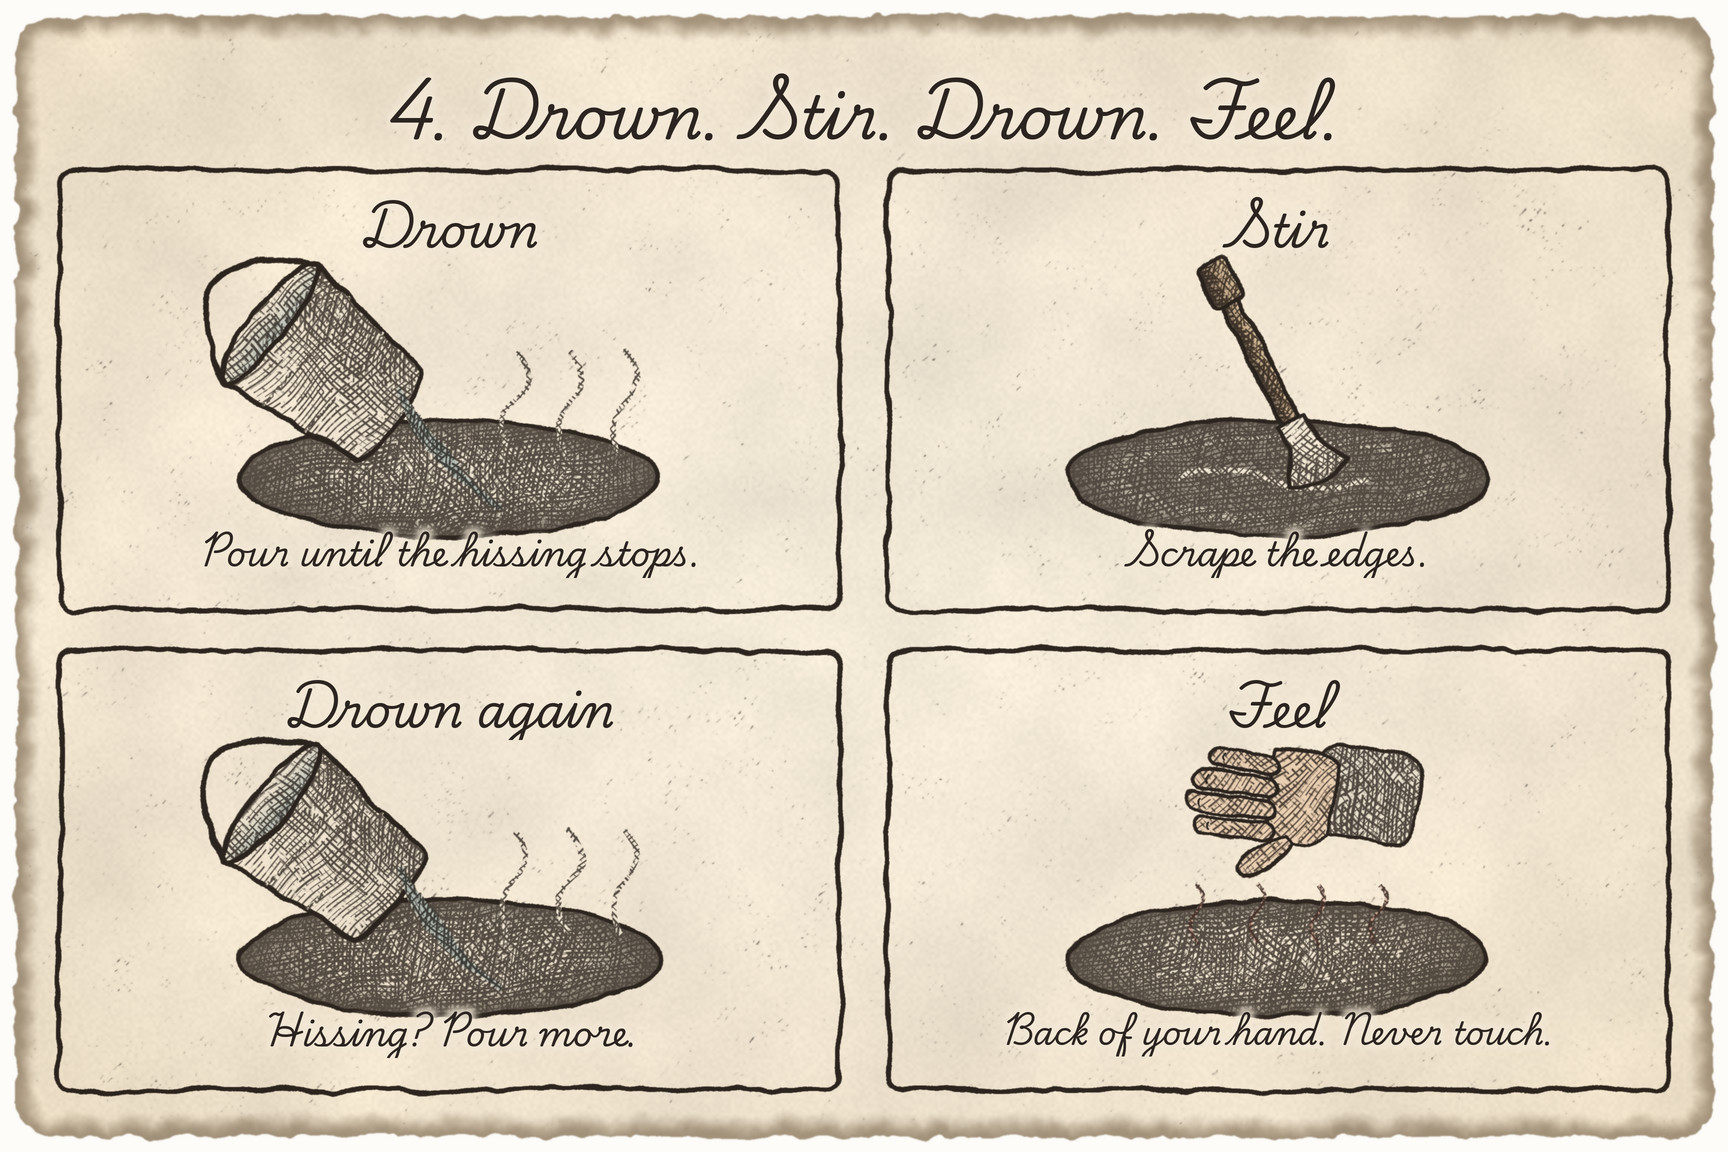 4. Drown. Stir. Drown. Feel.
Drown
Pour until the hissing stops.
Stir
Scrape the edges.
Drown again
Hissing? Pour more.
Feel
Back of your hand. Never touch.